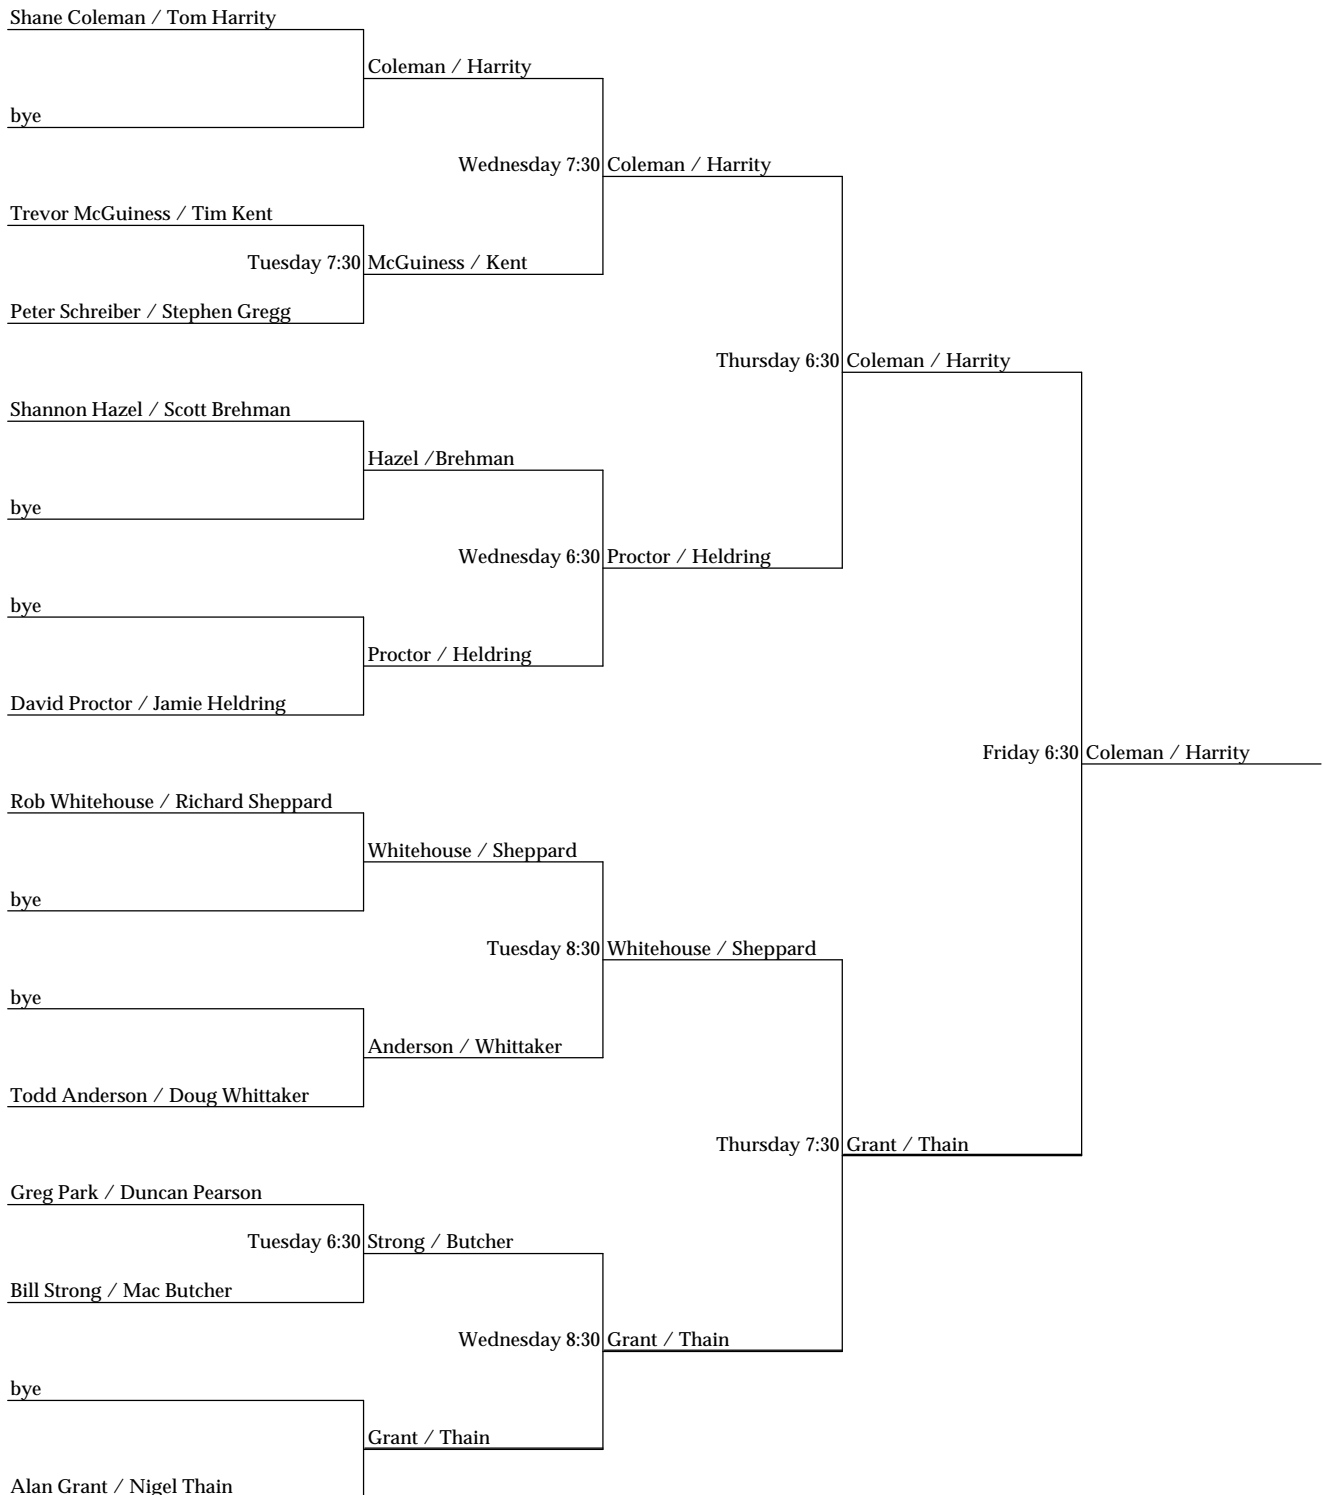 Shane Coleman / Tom Harrity
Coleman / Harrity
bye
Wednesday 7:30 Coleman / Harrity
Trevor McGuiness / Tim Kent
Tuesday 7:30 McGuiness / Kent
Peter Schreiber / Stephen Gregg
Thursday 6:30 Coleman / Harrity
Shannon Hazel / Scott Brehman
Hazel /Brehman
bye
Wednesday 6:30 Proctor / Heldring
bye
Proctor / Heldring
David Proctor / Jamie Heldring
Friday 6:30 Coleman / Harrity
Rob Whitehouse / Richard Sheppard
Whitehouse / Sheppard
bye
Tuesday 8:30 Whitehouse / Sheppard
bye
Anderson / Whittaker
Todd Anderson / Doug Whittaker
Thursday 7:30 Grant / Thain
Greg Park / Duncan Pearson
Tuesday 6:30 Strong / Butcher
Bill Strong / Mac Butcher
Wednesday 8:30 Grant / Thain
bye
Grant / Thain
Alan Grant / Nigel Thain